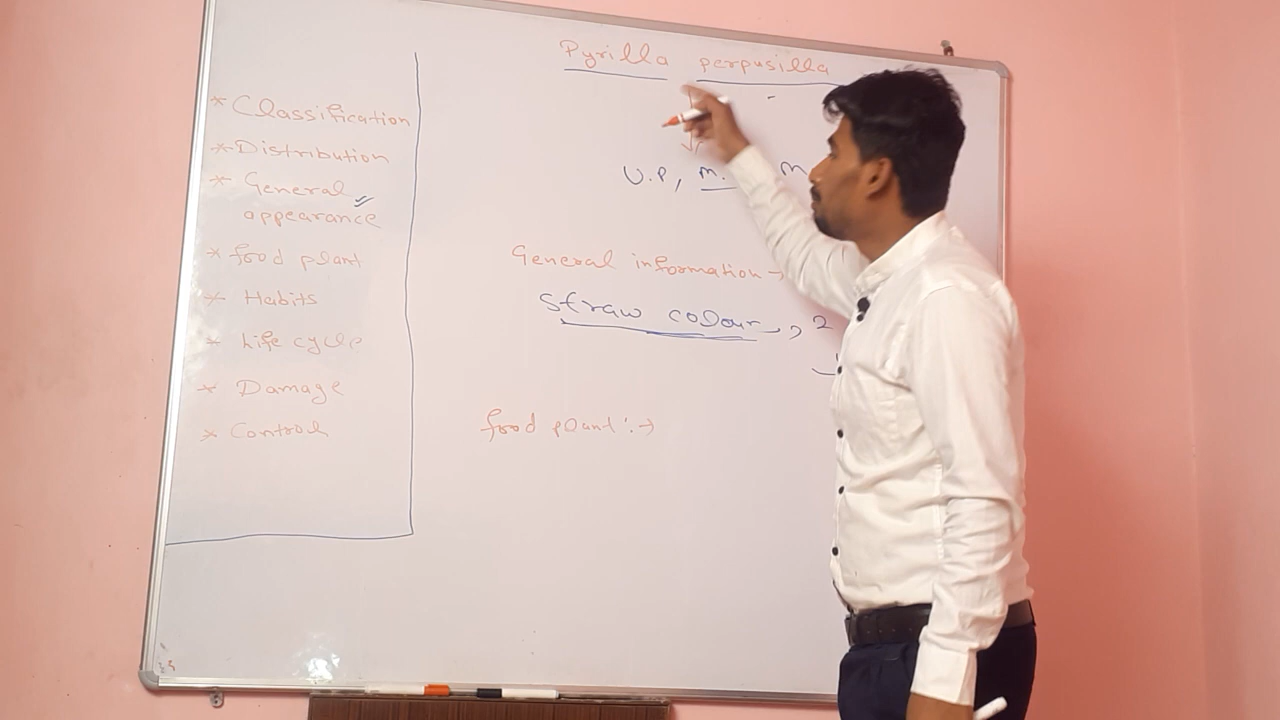 Pyrilla perpusilla
* Classification
* Distribution
* General
appearance
* food plant
* Habits
* Life cycle
* Damage
* Control
U.P, M.
General information →
Straw colour, , 2
food plant :→